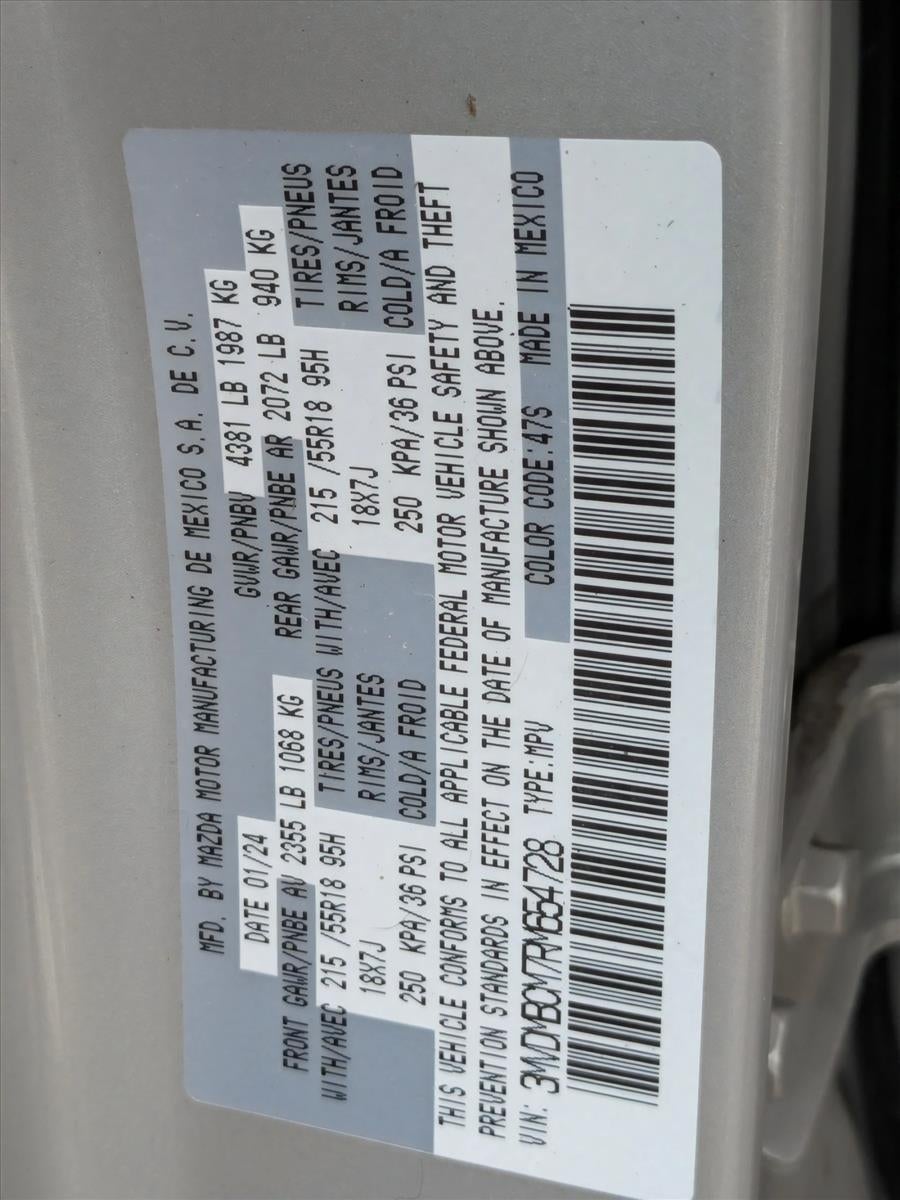 MFD. BY MAZDA MOTOR MANUFACTURING DE MEXICO S.A. DE C.V.
DATE 01/24 GVWR/PNBV 4381 LB 1987 KG
FRONT GAWR/PNBE AV 2355 LB 1068 KG REAR GAWR/PNBE AR 2072 LB 940 KG
WITH/AVEC 215 /55R18 95H TIRES/PNEUS WITH/AVEC 215 /55R18 95H TIRES/PNEUS
18X7J RIMS/JANTES 18X7J RIMS/JANTES
250 KPA/36 PSI COLD/A FROID 250 KPA/36 PSI COLD/A FROID
THIS VEHICLE CONFORMS TO ALL APPLICABLE FEDERAL MOTOR VEHICLE SAFETY AND THEFT
PREVENTION STANDARDS IN EFFECT ON THE DATE OF MANUFACTURE SHOWN ABOVE.
VIN: 3MVDMBCM7RM654728 TYPE:MPV COLOR CODE:47S MADE IN MEXICO